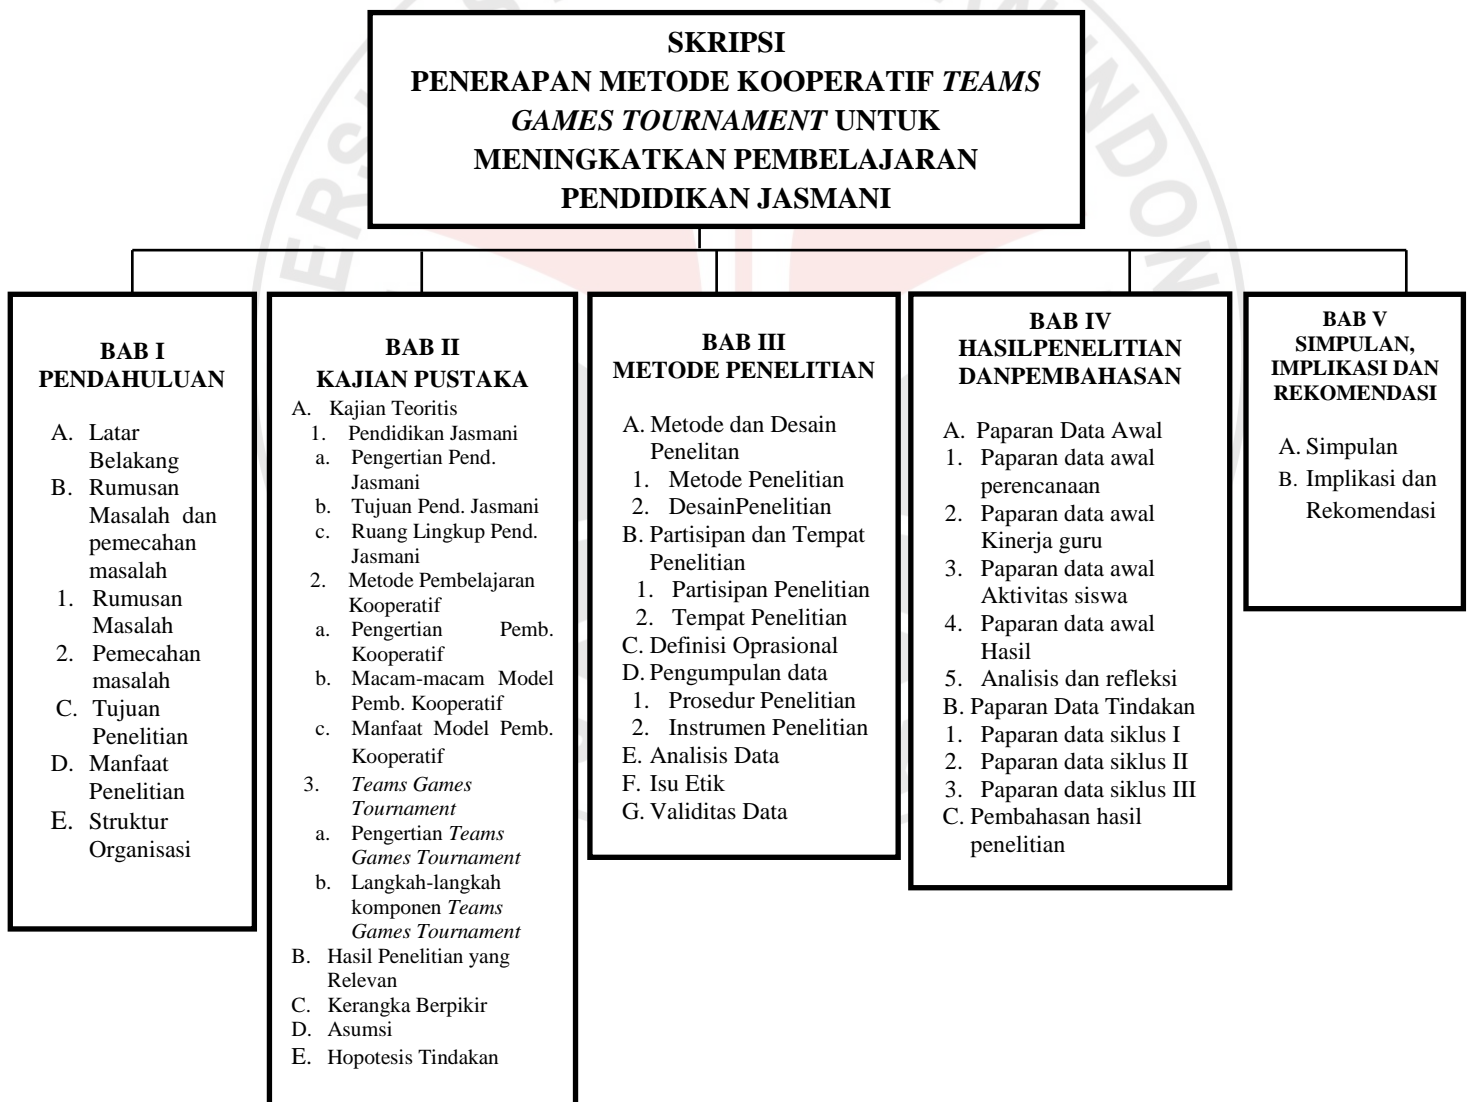 SKRIPSI
PENERAPAN METODE KOOPERATIF TEAMS
GAMES TOURNAMENT UNTUK
MENINGKATKAN PEMBELAJARAN
PENDIDIKAN JASMANI
BAB I
PENDAHULUAN
A. Latar
Belakang
B. Rumusan
Masalah dan
pemecahan
masalah
1. Rumusan
Masalah
2. Pemecahan
masalah
C. Tujuan
Penelitian
D. Manfaat
Penelitian
E. Struktur
Organisasi
BAB II
KAJIAN PUSTAKA
A. Kajian Teoritis
1. Pendidikan Jasmani
a. Pengertian Pend.
Jasmani
b. Tujuan Pend. Jasmani
c. Ruang Lingkup Pend.
Jasmani
2. Metode Pembelajaran
Kooperatif
a. Pengertian Pemb.
Kooperatif
b. Macam-macam Model
Pemb. Kooperatif
c. Manfaat Model Pemb.
Kooperatif
3. Teams Games
Tournament
a. Pengertian Teams
Games Tournament
b. Langkah-langkah
komponen Teams
Games Tournament
B. Hasil Penelitian yang
Relevan
C. Kerangka Berpikir
D. Asumsi
E. Hopotesis Tindakan
BAB III
METODE PENELITIAN
A. Metode dan Desain
Penelitan
1. Metode Penelitian
2. DesainPenelitian
B. Partisipan dan Tempat
Penelitian
1. Partisipan Penelitian
2. Tempat Penelitian
C. Definisi Oprasional
D. Pengumpulan data
1. Prosedur Penelitian
2. Instrumen Penelitian
E. Analisis Data
F. Isu Etik
G. Validitas Data
BAB IV
HASILPENELITIAN
DANPEMBAHASAN
A. Paparan Data Awal
1. Paparan data awal
perencanaan
2. Paparan data awal
Kinerja guru
3. Paparan data awal
Aktivitas siswa
4. Paparan data awal
Hasil
5. Analisis dan refleksi
B. Paparan Data Tindakan
1. Paparan data siklus I
2. Paparan data siklus II
3. Paparan data siklus III
C. Pembahasan hasil
penelitian
BAB V
SIMPULAN,
IMPLIKASI DAN
REKOMENDASI
A. Simpulan
B. Implikasi dan
Rekomendasi